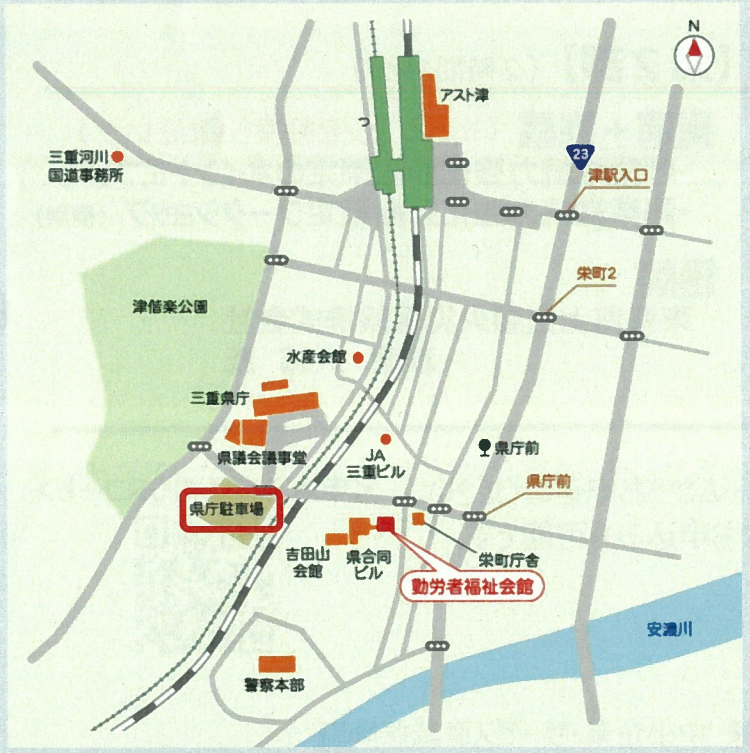 N
アスト津
つ
三重河川
国道事務所
23
津駅入口
栄町2
津偕楽公園
水産会館
三重県庁
県議会議事堂
JA
三重ビル
県庁前
県庁前
県庁駐車場
吉田山
会館
県合同
ビル
栄町庁舎
勤労者福祉会館
安濃川
警察本部